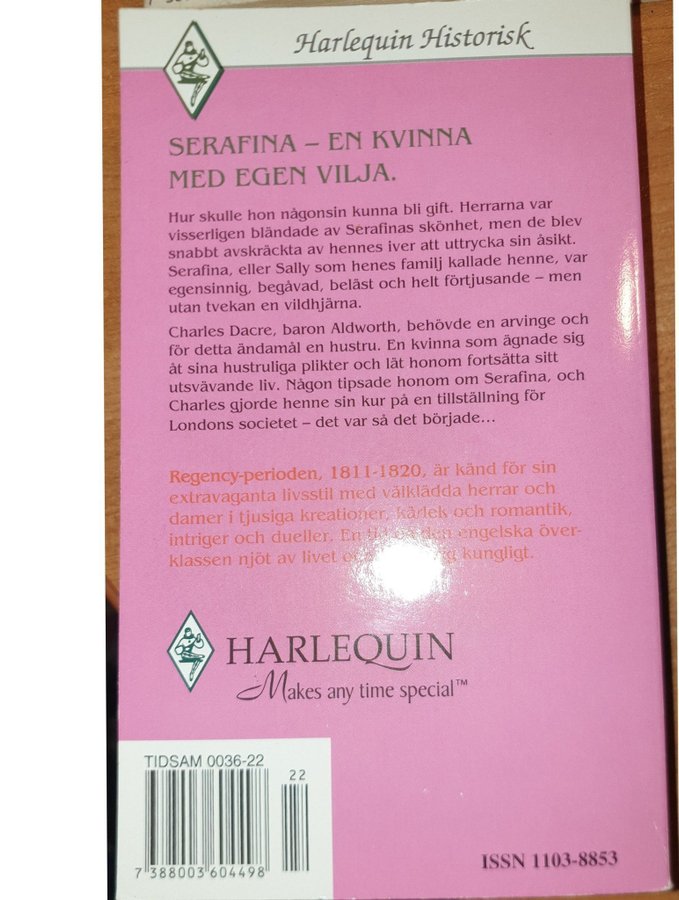 Harlequin Historisk
SERAFINA – EN KVINNA
MED EGEN VILJA.
Hur skulle hon någonsin kunna bli gift. Herrarna var
visserligen bländade av Serafinas skönhet, men de blev
snabbt avskräckta av hennes iver att uttrycka sin åsikt.
Serafina, eller Sally som henes familj kallade henne, var
egensinnig, begåvad, beläst och helt förtjusande – men
utan tvekan en vildhjärna.
Charles Dacre, baron Aldworth, behövde en arvinge och
för detta ändamål en hustru. En kvinna som ägnade sig
åt sina hustruliga plikter och lät honom fortsätta sitt
utsvävande liv. Någon tipsade honom om Serafina, och
Charles gjorde henne sin kur på en tillställning för
Londons societet – det var så det började…
Regency-perioden, 1811-1820, är känd för sin
extravaganta livsstil med välklädda herrar och
damer i tjusiga kreationer, kärlek och romantik,
intriger och dueller. En den engelska över-
klassen njöt av livet kungligt.
HARLEQUIN
Makes any time special™
TIDSAM 0036-22
22
7 388003 604498
ISSN 1103-8853